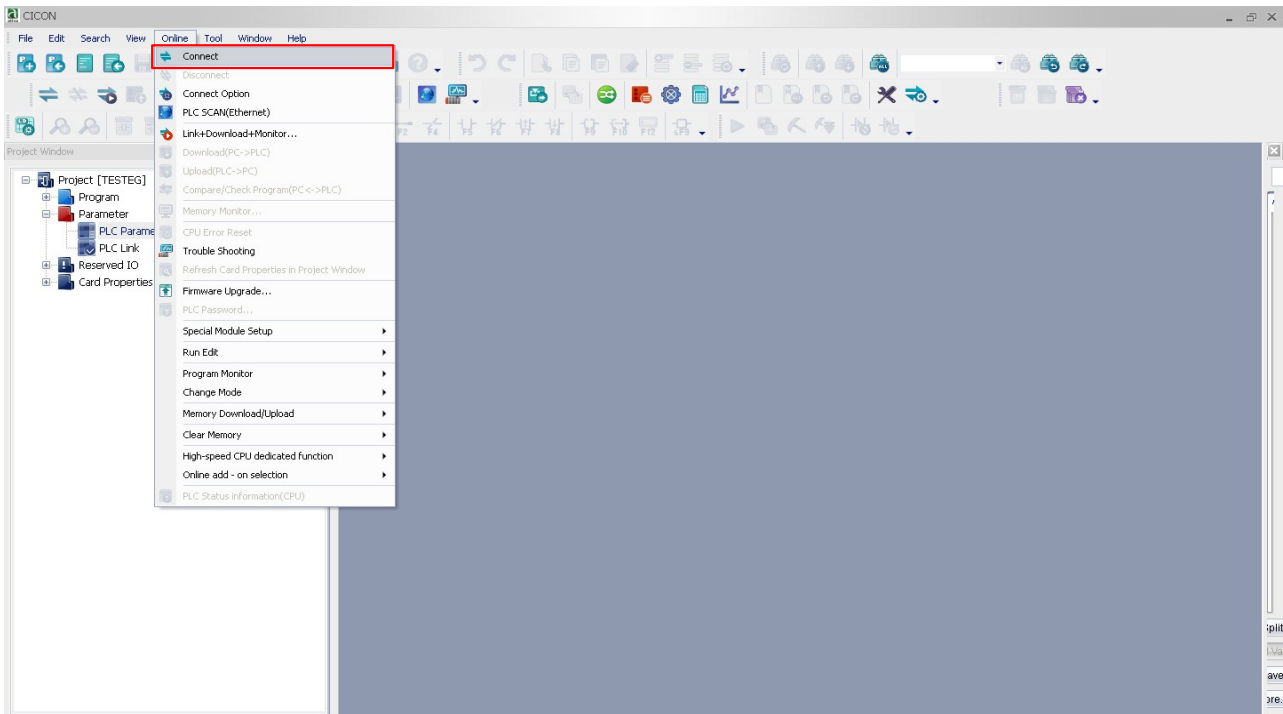 CICON
File Edit Search View Online Tool Window Help
Connect
Disconnect
Connect Option
PLC SCAN(Ethernet)
Link+Download+Monitor...
Download(PC->PLC)
Upload(PLC->PC)
Compare/Check Program(PC<->PLC)
Memory Monitor...
CPU Error Reset
Trouble Shooting
Refresh Card Properties in Project Window
Firmware Upgrade...
PLC Password...
Special Module Setup
Run Edit
Program Monitor
Change Mode
Memory Download/Upload
Clear Memory
High-speed CPU dedicated function
Online add - on selection
PLC Status information(CPU)
Project Window
Project [TESTEG]
Program
Parameter
PLC Parame
PLC Link
Reserved IO
Card Properties